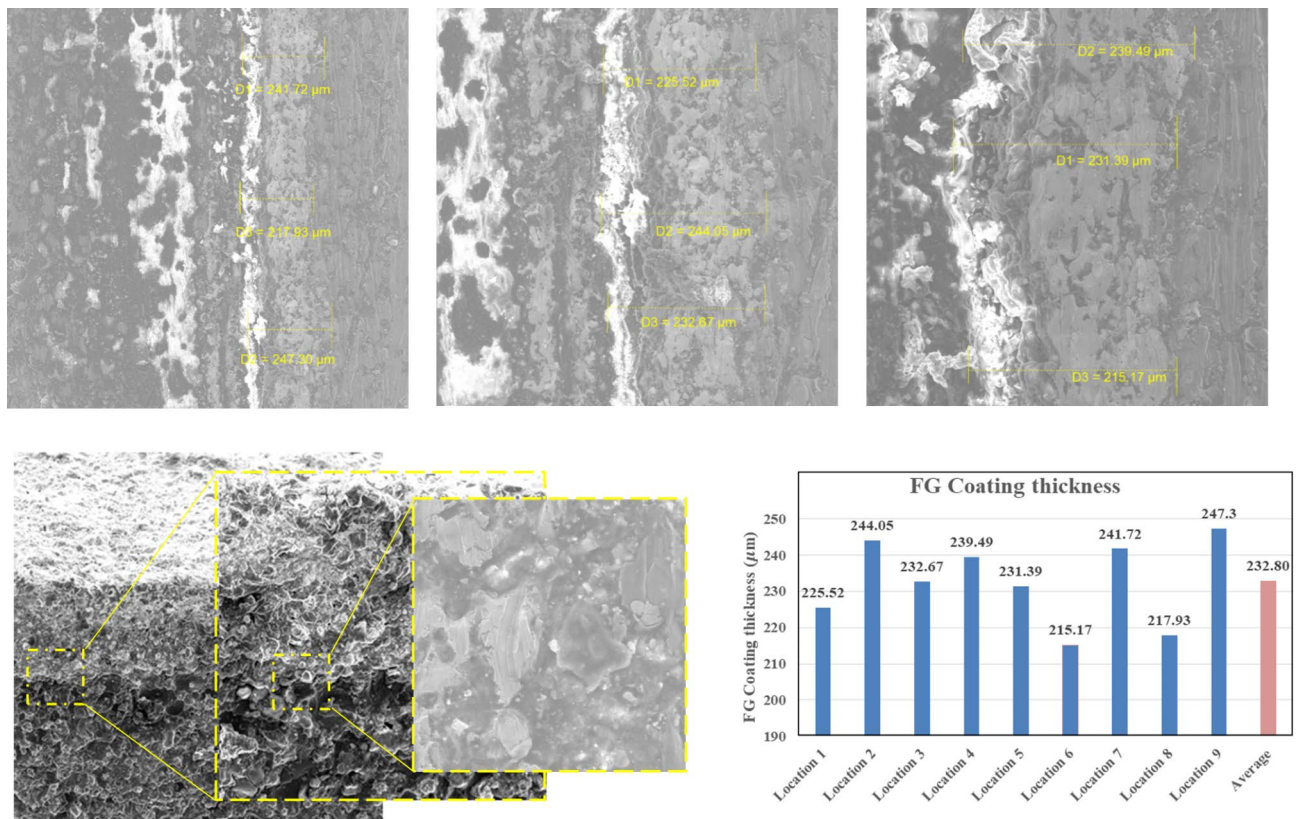 D1 = 241.72 µm
D3 = 217.93 µm
= 247.30 µm
D1 = 225.52 µm
D2 = 244.05 µm
D3 = 232.67 µm
D2 = 239.49 µm
D1 = 231.39 µm
D3 = 215.17 µm
FG Coating thickness
FG Coating thickness (µm)
250
240
230
220
210
200
190
225.52
244.05
232.67
239.49
231.39
215.17
241.72
217.93
247.3
232.80
Location 1
Location 2
Location 3
Location 4
Location 5
Location 6
Location 7
Location 8
Location 9
Average